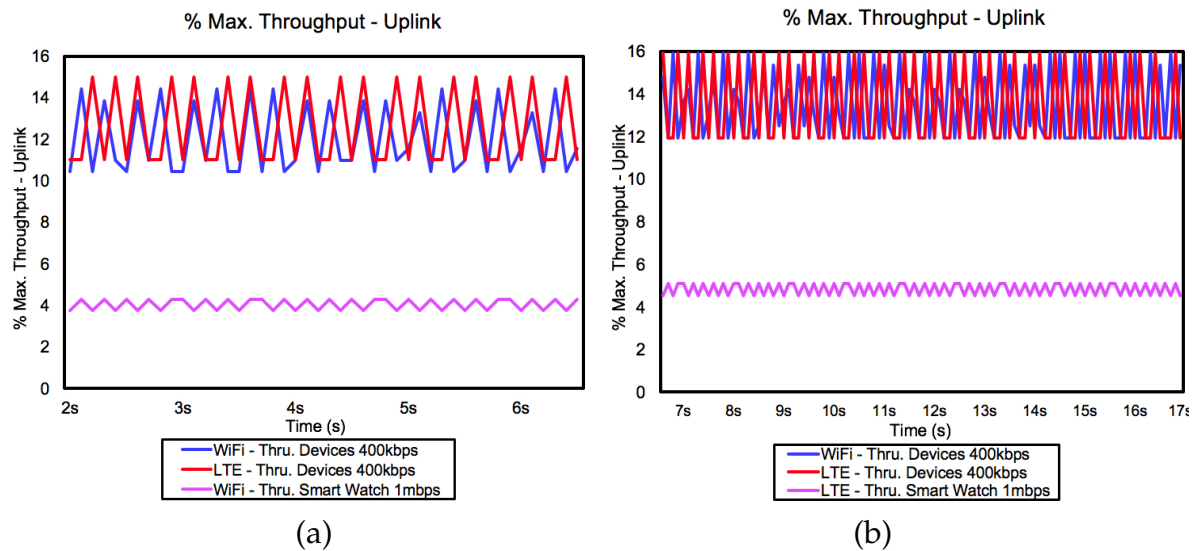 % Max. Throughput - Uplink
16
14
12
10
8
6
4
2
0
% Max. Throughput - Uplink
2s 3s 4s 5s 6s
Time (s)
WiFi - Thru. Devices 400kbps
LTE - Thru. Devices 400kbps
WiFi - Thru. Smart Watch 1mbps
(a)
% Max. Throughput - Uplink
16
14
12
10
8
6
4
2
0
% Max. Throughput - Uplink
7s 8s 9s 10s 11s 12s 13s 14s 15s 16s 17s
Time (s)
WiFi - Thru. Devices 400kbps
LTE - Thru. Devices 400kbps
LTE - Thru. Smart Watch 1mbps
(b)